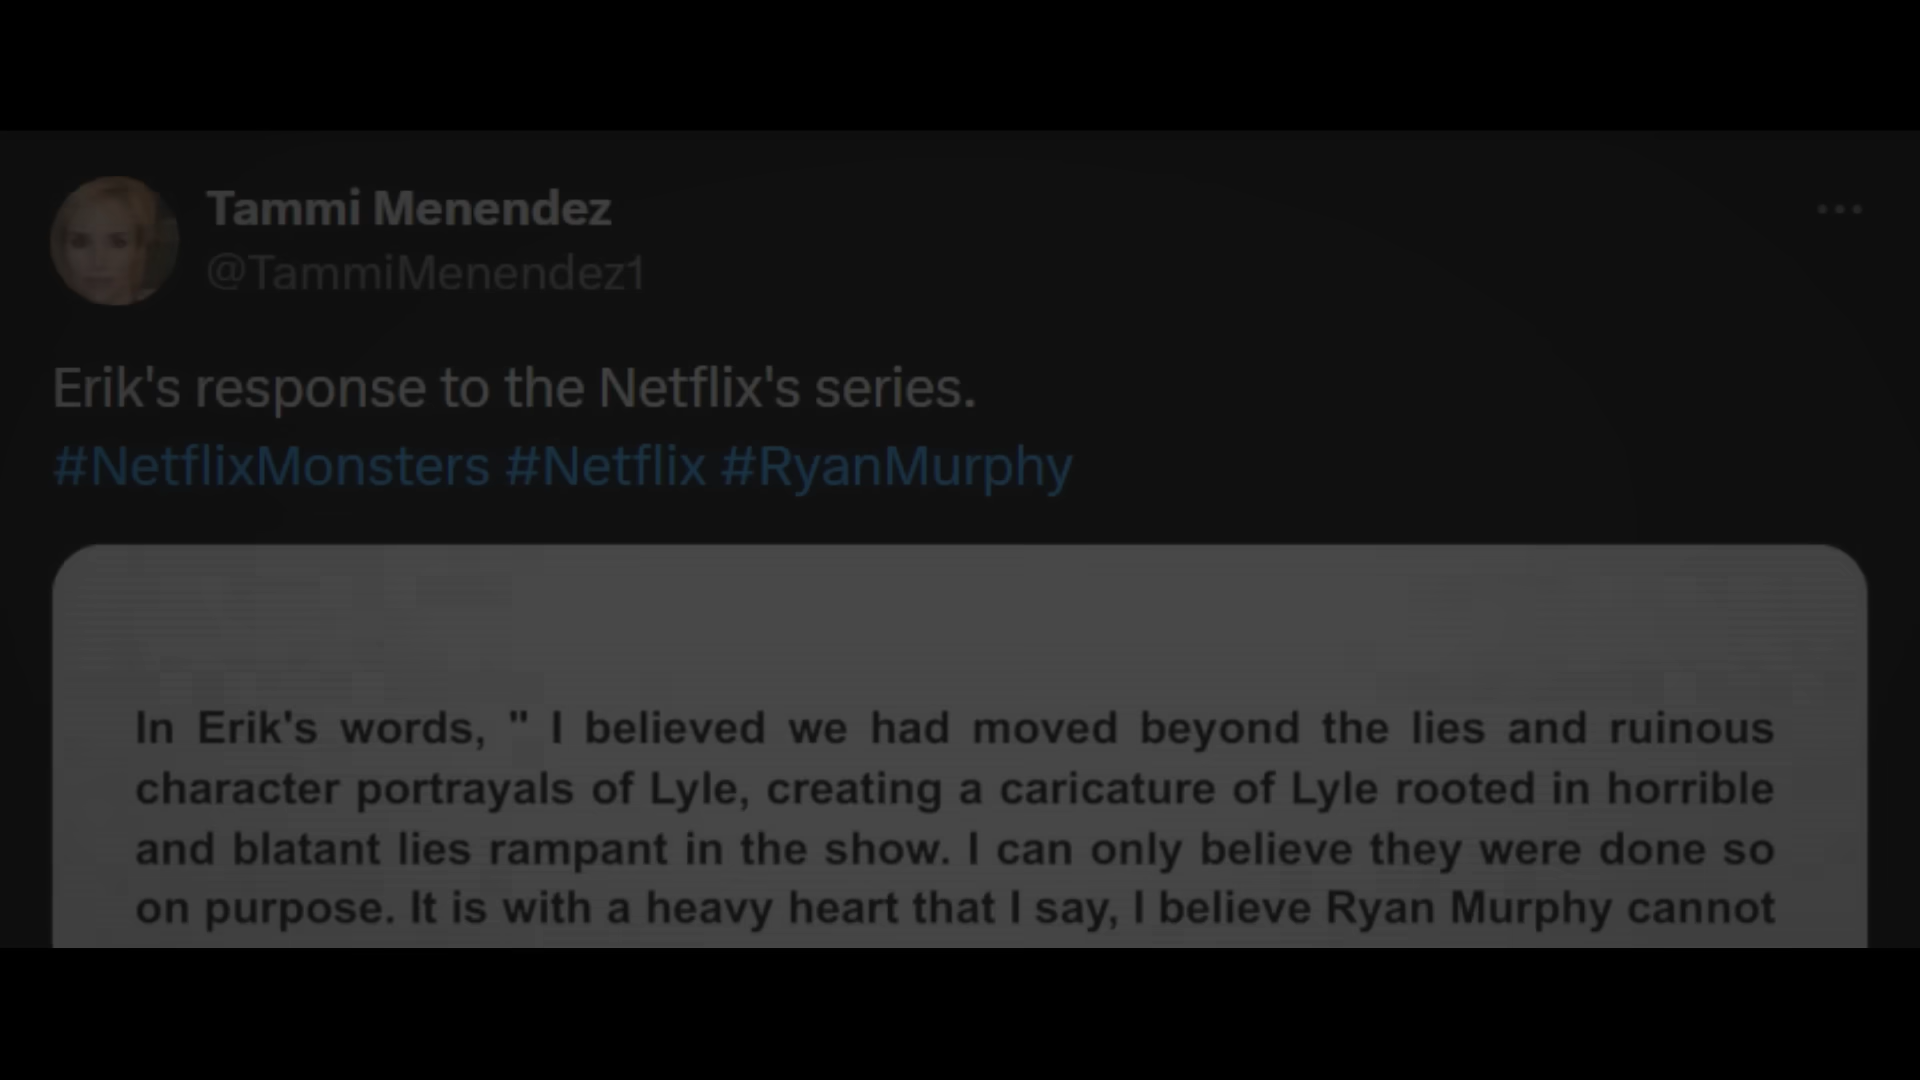 Tammi Menendez
@TammiMenendez1
Erik's response to the Netflix's series.
#NetflixMonsters #Netflix #RyanMurphy
In Erik's words, " I believed we had moved beyond the lies and ruinous
character portrayals of Lyle, creating a caricature of Lyle rooted in horrible
and blatant lies rampant in the show. I can only believe they were done so
on purpose. It is with a heavy heart that I say, I believe Ryan Murphy cannot